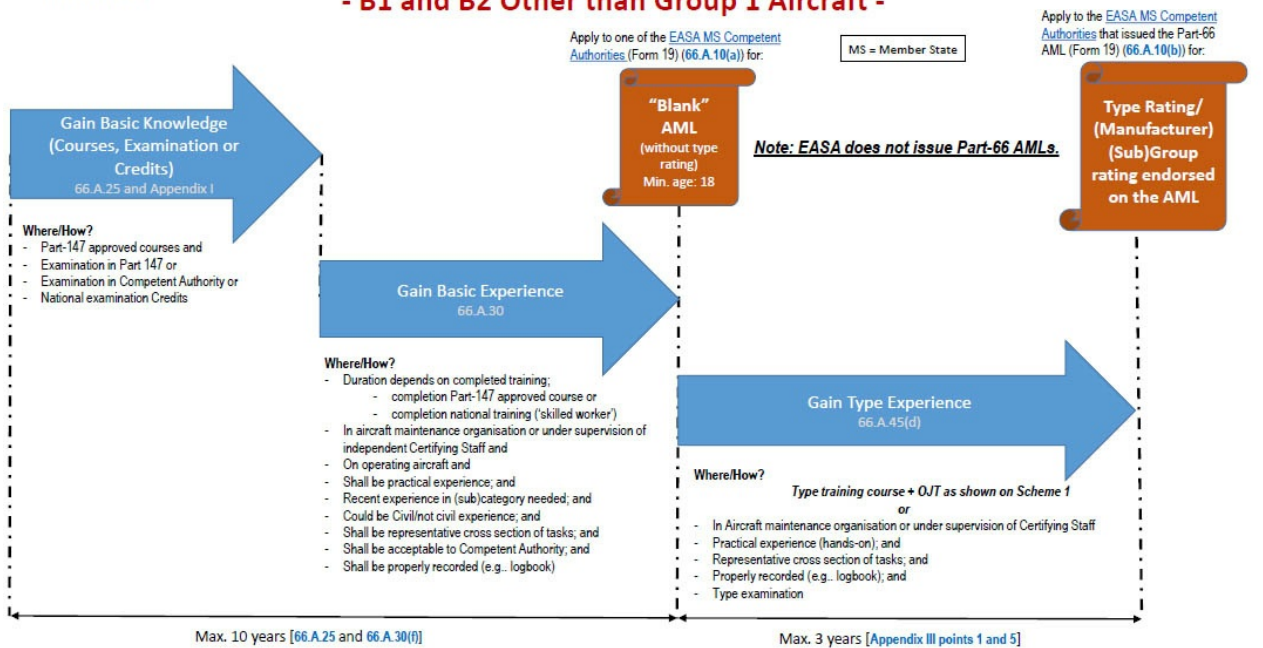 - B1 and B2 Other than Group 1 Aircraft -
Apply to one of the EASA MS Competent
Authorities (Form 19) (66.A.10(a)) for:
MS = Member State
Apply to the EASA MS Competent
Authorities that issued the Part-66
AML (Form 19) (66.A.10(b)) for:
Gain Basic Knowledge
(Courses, Examination or
Credits)
66.A.25 and Appendix I
"Blank"
AML
(without type
rating)
Min. age: 18
Note: EASA does not issue Part-66 AMLs.
Type Rating/
(Manufacturer)
(Sub)Group
rating endorsed
on the AML
Where/How?
- Part-147 approved courses and
- Examination in Part 147 or
- Examination in Competent Authority or
- National examination Credits
Gain Basic Experience
66.A.30
Where/How?
- Duration depends on completed training;
- completion Part-147 approved course or
- completion national training ('skilled worker')
- In aircraft maintenance organisation or under supervision of
independent Certifying Staff and
- On operating aircraft and
- Shall be practical experience; and
- Recent experience in (sub)category needed; and
- Could be Civil/not civil experience; and
- Shall be representative cross section of tasks; and
- Shall be acceptable to Competent Authority; and
- Shall be properly recorded (e.g.. logbook)
Gain Type Experience
66.A.45(d)
Where/How?
Type training course + OJT as shown on Scheme 1
or
- In Aircraft maintenance organisation or under supervision of Certifying Staff
- Practical experience (hands-on); and
- Representative cross section of tasks; and
- Properly recorded (e.g.. logbook); and
- Type examination
Max. 10 years [66.A.25 and 66.A.30(f)]
Max. 3 years [Appendix III points 1 and 5]